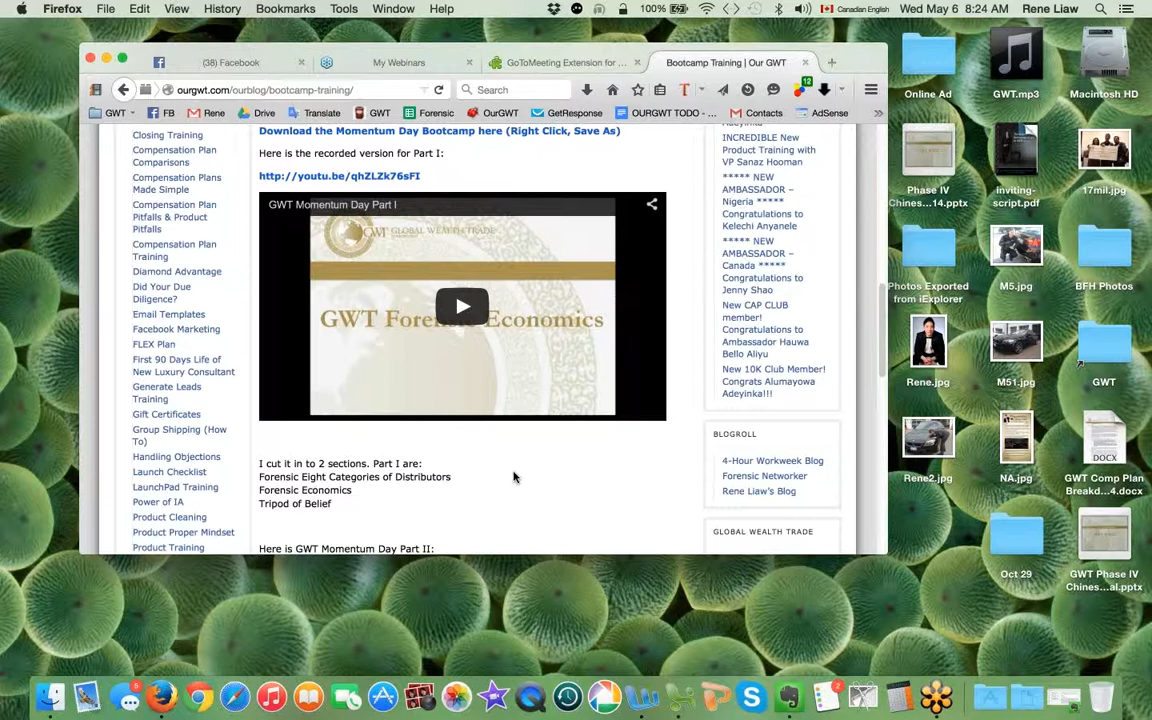 Firefox File Edit View History Bookmarks Tools Window Help
100% Canadian English Wed May 6 8:24 AM Rene Liaw
(38) Facebook
My Webinars
GoToMeeting Extension for ...
Bootcamp Training | Our GWT
ourgwt.com/ourblog/bootcamp-training/
Search
12
GWT FB Rene Drive Translate GWT Forensic OurGWT GetResponse OURGWT TODO - ... Contacts AdSense
Closing Training
Compensation Plan
Comparisons
Compensation Plans
Made Simple
Compensation Plan
Pitfalls & Product
Pitfalls
Compensation Plan
Training
Diamond Advantage
Did Your Due
Diligence?
Email Templates
Facebook Marketing
FLEX Plan
First 90 Days Life of
New Luxury Consultant
Generate Leads
Training
Gift Certificates
Group Shipping (How
To)
Handling Objections
Launch Checklist
LaunchPad Training
Power of IA
Product Cleaning
Product Proper Mindset
Product Training
Download the Momentum Day Bootcamp here (Right Click, Save As)
Here is the recorded version for Part I:
http://youtu.be/qhZLZk76sFI
GWT Momentum Day Part I
GWT GLOBAL WEALTH TRADE
GWT Forensic Economics
I cut it in to 2 sections. Part I are:
Forensic Eight Categories of Distributors
Forensic Economics
Tripod of Belief
Here is GWT Momentum Day Part II:
INCREDIBLE New
Product Training with
VP Sanaz Hooman
***** NEW
AMBASSADOR –
Nigeria *****
Congratulations to
Kelechi Anyanele
***** NEW
AMBASSADOR –
Canada *****
Congratulations to
Jenny Shao
New CAP CLUB
member!
Congratulations to
Ambassador Hauwa
Bello Aliyu
New 10K Club Member!
Congrats Alumayowa
Adeyinka!!!
BLOGROLL
4-Hour Workweek Blog
Forensic Networker
Rene Liaw's Blog
GLOBAL WEALTH TRADE
Online Ad
GWT.mp3
Macintosh HD
Phase IV
Chines...14.pptx
inviting-
script.pdf
17mil.jpg
Photos Exported
from iExplorer
M5.jpg
BFH Photos
Rene.jpg
M51.jpg
GWT
Rene2.jpg
NA.jpg
DOCX
GWT Comp Plan
Breakd...4.docx
Oct 29
GWT Phase IV
Chines...al.pptx
5
2